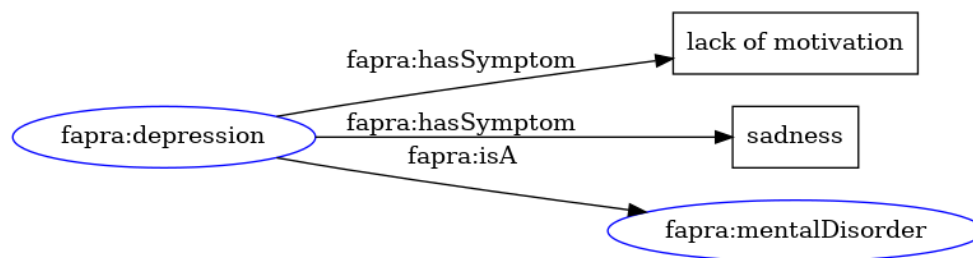 lack of motivation
fapra:hasSymptom
fapra:hasSymptom
fapra:depression
sadness
fapra:isA
fapra:mentalDisorder